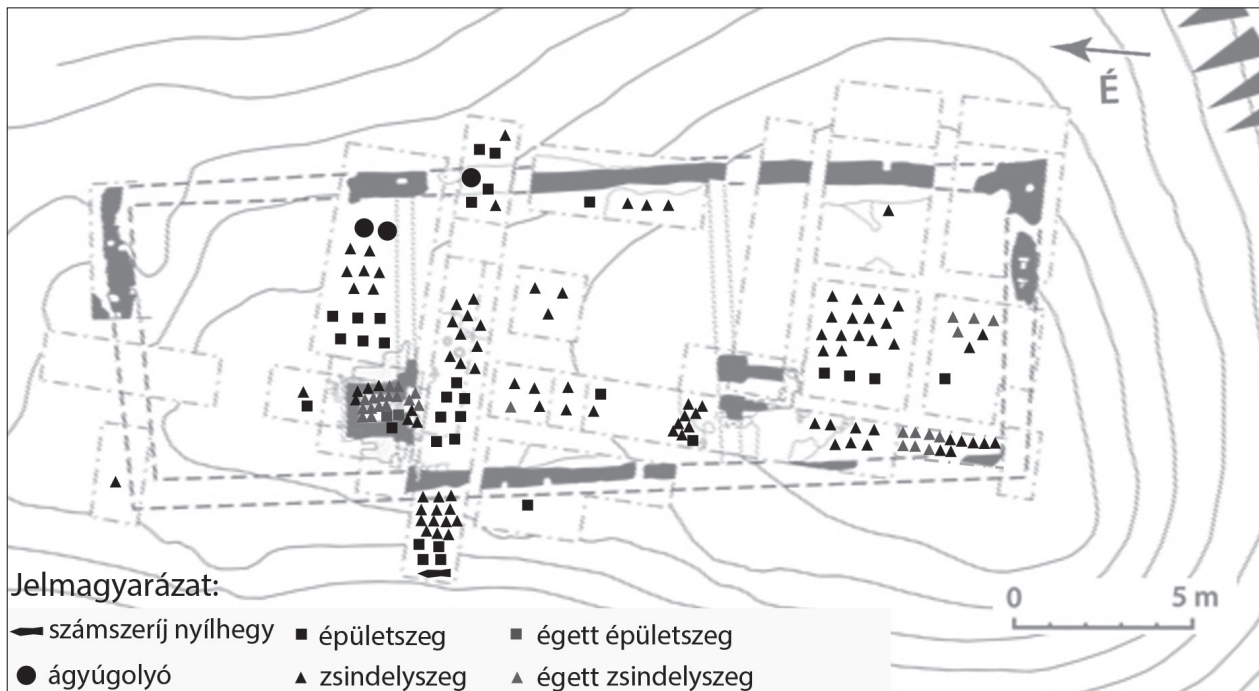 É
Jelmagyarázat:
számszeríj nyílhegy
épületszeg
égett épületszeg
ágyúgolyó
zsindelyszeg
égett zsindelyszeg
0 5 m